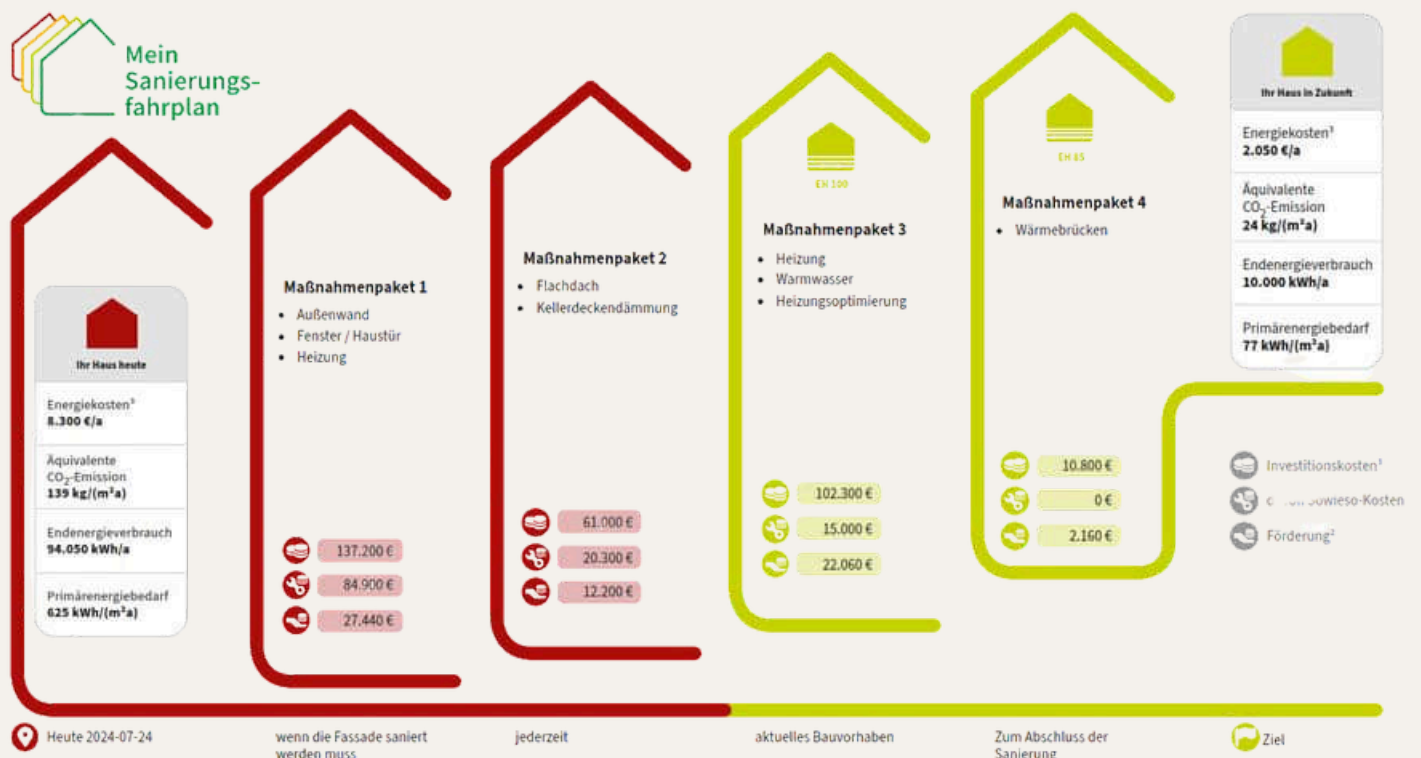 Mein
Sanierungs-
fahrplan
Ihr Haus heute
Energiekosten³
8.300 €/a
Äquivalente
CO₂-Emission
139 kg/(m²a)
Endenergieverbrauch
94.050 kWh/a
Primärenergiebedarf
625 kWh/(m²a)
Maßnahmenpaket 1
• Außenwand
• Fenster / Haustür
• Heizung
137.200 €
84.900 €
27.440 €
Maßnahmenpaket 2
• Flachdach
• Kellerdeckendämmung
61.000 €
20.300 €
12.200 €
EH 100
Maßnahmenpaket 3
• Heizung
• Warmwasser
• Heizungsoptimierung
102.300 €
15.000 €
22.060 €
EH 85
Maßnahmenpaket 4
• Wärmebrücken
10.800 €
0 €
2.160 €
Ihr Haus in Zukunft
Energiekosten³
2.050 €/a
Äquivalente
CO₂-Emission
24 kg/(m²a)
Endenergieverbrauch
10.000 kWh/a
Primärenergiebedarf
77 kWh/(m²a)
Investitionskosten¹
Sowieso-Kosten
Förderung²
Heute 2024-07-24
wenn die Fassade saniert
werden muss
jederzeit
aktuelles Bauvorhaben
Zum Abschluss der
Sanierung
Ziel